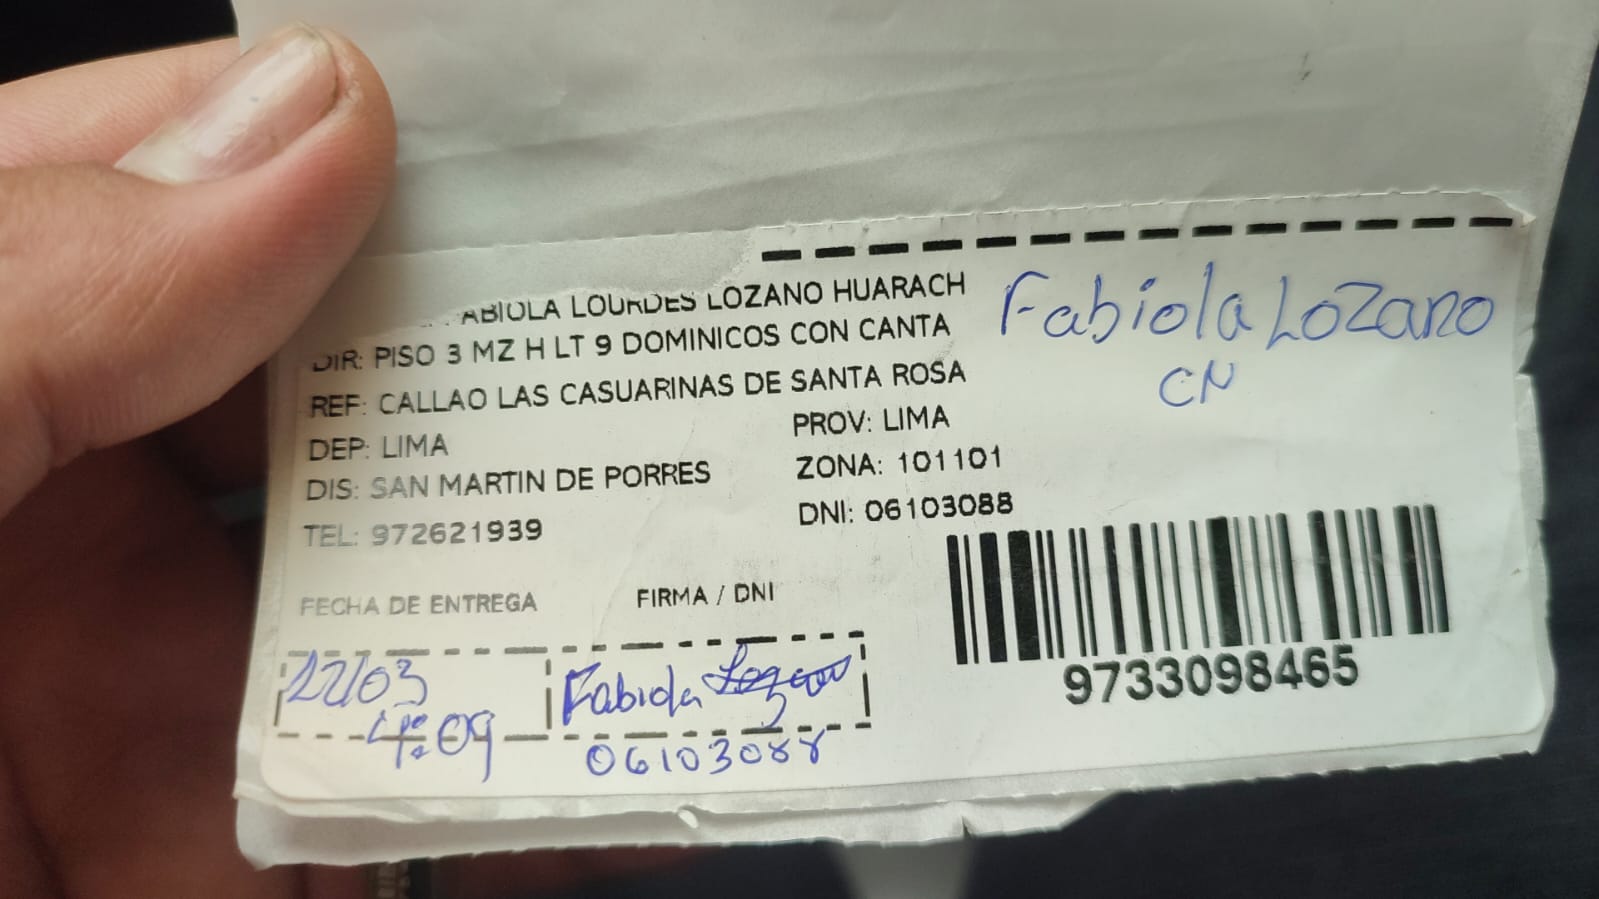 ABIOLA LOURDES LOZANO HUARACH
DIR: PISO 3 MZ H LT 9 DOMINICOS CON CANTA
REF: CALLAO LAS CASUARINAS DE SANTA ROSA
DEP: LIMA PROV: LIMA
DIS: SAN MARTIN DE PORRES ZONA: 101101
TEL: 972621939 DNI: 06103088
Fabiola Lozano
CN
FECHA DE ENTREGA FIRMA / DNI
22/03 Fabiola
4:09 06103088
9733098465